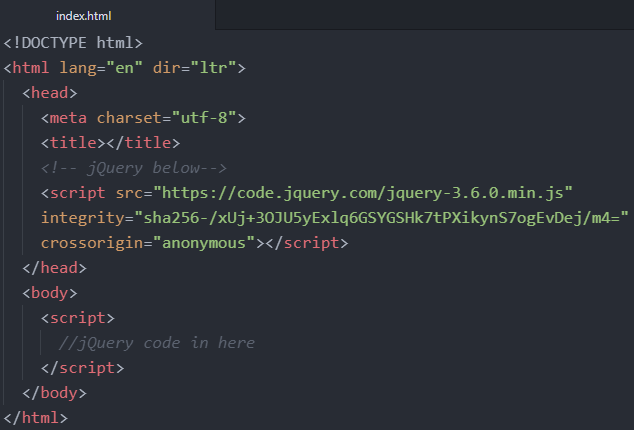 index.html
<!DOCTYPE html>
<html lang="en" dir="ltr">
<head>
<meta charset="utf-8">
<title></title>
<!-- jQuery below-->
<script src="https://code.jquery.com/jquery-3.6.0.min.js"
integrity="sha256-/xUj+3OJU5yExlq6GSYGSHk7tPXikynS7ogEvDej/m4="
crossorigin="anonymous"></script>
</head>
<body>
<script>
//jQuery code in here
</script>
</body>
</html>